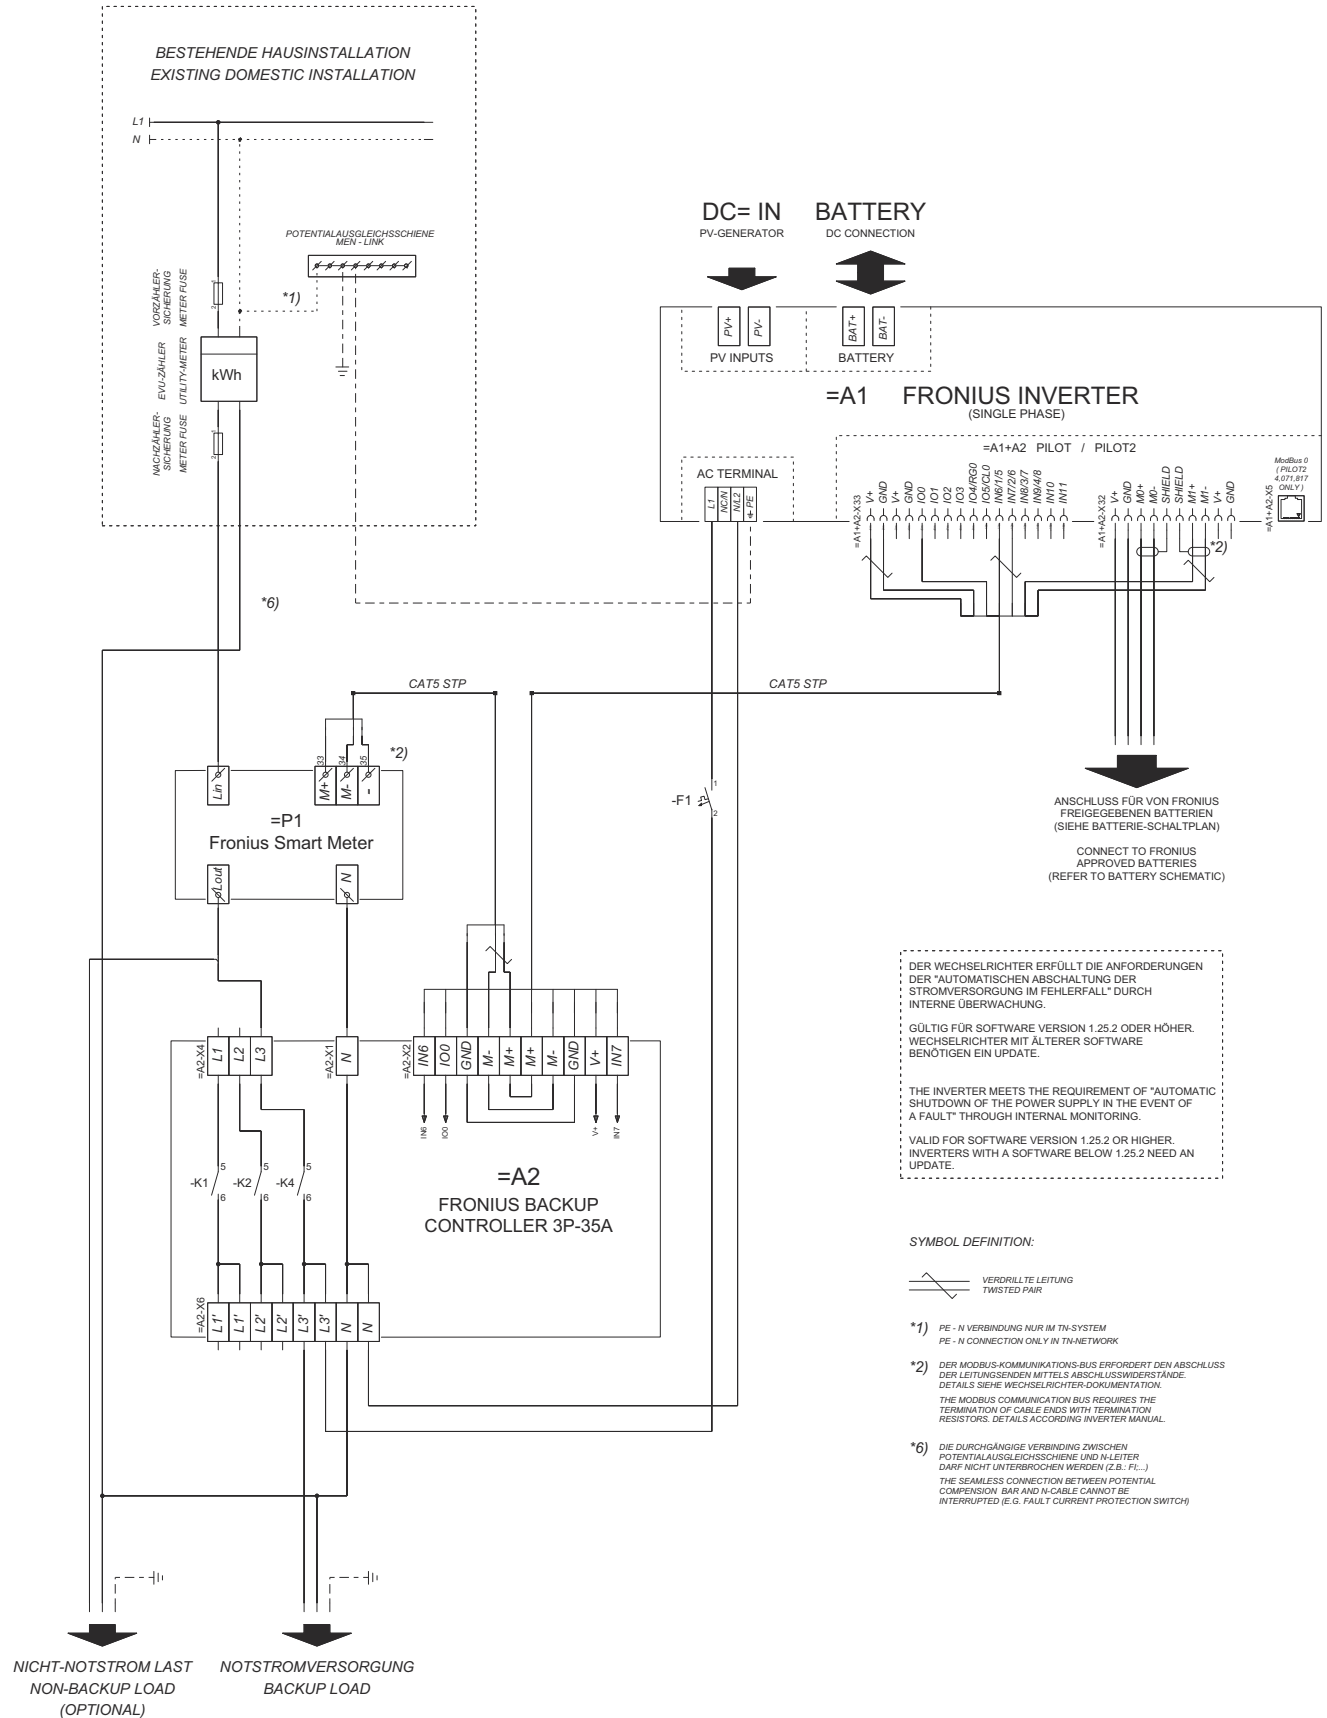 BESTEHENDE HAUSINSTALLATION
EXISTING DOMESTIC INSTALLATION
L1
N
POTENTIALAUSGLEICHSSCHIENE
MEN - LINK
*1)
VORZÄHLER-
SICHERUNG
METER FUSE
1
2
EVU-ZÄHLER
UTILITY-METER
kWh
NACHZÄHLER-
SICHERUNG
METER FUSE
1
2
*6)
DC= IN
PV-GENERATOR
BATTERY
DC CONNECTION
PV+
PV-
PV INPUTS
BAT+
BAT-
BATTERY
=A1 FRONIUS INVERTER
(SINGLE PHASE)
=A1+A2 PILOT / PILOT2
AC TERMINAL
L1
NC/N
N/L2
PE
=A1+A2-X33
V+
GND
V+
GND
IO0
IO1
IO2
IO3
IO4/RG0
IO5/CL0
IN6/1/5
IN7/2/6
IN8/3/7
IN9/4/8
IN10
IN11
=A1+A2-X32
V+
GND
M0+
M0-
SHIELD
SHIELD
M1+
M1-
V+
GND
=A1+A2-X5
ModBus 0
( PILOT2
4,071,817
ONLY )
*2)
CAT5 STP
CAT5 STP
Lin
33
34
35
M+
M-
-
*2)
=P1
Fronius Smart Meter
Lout
N
-F1
1
2
ANSCHLUSS FÜR VON FRONIUS
FREIGEGEBENEN BATTERIEN
(SIEHE BATTERIE-SCHALTPLAN)
CONNECT TO FRONIUS
APPROVED BATTERIES
(REFER TO BATTERY SCHEMATIC)
=A2-X4
L1
L2
L3
=A2-X1
N
=A2-X2
IN6
IO0
GND
M-
M+
M+
M-
GND
V+
IN7
IN6
IO0
V+
IN7
-K1
5
6
-K2
5
6
-K4
5
6
=A2
FRONIUS BACKUP
CONTROLLER 3P-35A
=A2-X6
L1'
L1'
L2'
L2'
L3'
L3'
N
N
DER WECHSELRICHTER ERFÜLLT DIE ANFORDERUNGEN
DER "AUTOMATISCHEN ABSCHALTUNG DER
STROMVERSORGUNG IM FEHLERFALL" DURCH
INTERNE ÜBERWACHUNG.
GÜLTIG FÜR SOFTWARE VERSION 1.25.2 ODER HÖHER.
WECHSELRICHTER MIT ÄLTERER SOFTWARE
BENÖTIGEN EIN UPDATE.
THE INVERTER MEETS THE REQUIREMENT OF "AUTOMATIC
SHUTDOWN OF THE POWER SUPPLY IN THE EVENT OF
A FAULT" THROUGH INTERNAL MONITORING.
VALID FOR SOFTWARE VERSION 1.25.2 OR HIGHER.
INVERTERS WITH A SOFTWARE BELOW 1.25.2 NEED AN
UPDATE.
SYMBOL DEFINITION:
VERDRILLTE LEITUNG
TWISTED PAIR
*1) PE - N VERBINDUNG NUR IM TN-SYSTEM
PE - N CONNECTION ONLY IN TN-NETWORK
*2) DER MODBUS-KOMMUNIKATIONS-BUS ERFORDERT DEN ABSCHLUSS
DER LEITUNGSENDEN MITTELS ABSCHLUSSWIDERSTÄNDE.
DETAILS SIEHE WECHSELRICHTER-DOKUMENTATION.
THE MODBUS COMMUNICATION BUS REQUIRES THE
TERMINATION OF CABLE ENDS WITH TERMINATION
RESISTORS. DETAILS ACCORDING INVERTER MANUAL.
*6) DIE DURCHGÄNGIGE VERBINDUNG ZWISCHEN
POTENTIALAUSGLEICHSSCHIENE UND N-LEITER
DARF NICHT UNTERBROCHEN WERDEN (Z.B.: FI;...)
THE SEAMLESS CONNECTION BETWEEN POTENTIAL
COMPENSION BAR AND N-CABLE CANNOT BE
INTERRUPTED (E.G. FAULT CURRENT PROTECTION SWITCH)
NICHT-NOTSTROM LAST
NON-BACKUP LOAD
(OPTIONAL)
NOTSTROMVERSORGUNG
BACKUP LOAD